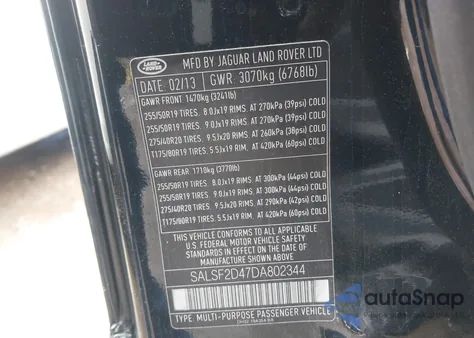 LAND ROVER
MFD BY JAGUAR LAND ROVER LTD
DATE 02/13 GWR 3070kg (6768lb)
GAWR FRONT 1470kg (3241lb)
255/50R19 TIRES. 8.0Jx19 RIMS. AT 270kPa (39psi) COLD
255/50R19 TIRES. 9.0Jx19 RIMS. AT 270kPa (39psi) COLD
275/40R20 TIRES. 9.5Jx20 RIMS. AT 260kPa (38psi) COLD
T175/80R19 TIRES. 5.5Jx19 RIM. AT 420kPa (60psi) COLD
GAWR REAR. 1710kg (3770lb)
255/50R19 TIRES. 8.0Jx19 RIMS. AT 300kPa (44psi) COLD
255/50R19 TIRES. 9.0Jx19 RIMS. AT 300kPa (44psi) COLD
275/40R20 TIRES. 9.5Jx20 RIMS. AT 290kPa (42psi) COLD
T175/80R19 TIRES. 5.5Jx19 RIM. AT 420kPa (60psi) COLD
THIS VEHICLE CONFORMS TO ALL APPLICABLE
U.S. FEDERAL MOTOR VEHICLE SAFETY AND
THEFT PREVENTION STANDARDS IN EFFECT
ON THE DATE OF MANUFACTURE SHOWN ABOVE
SALSF2D47DA802344
TYPE: MULTI-PURPOSE PASSENGER VEHICLE
autoSnap